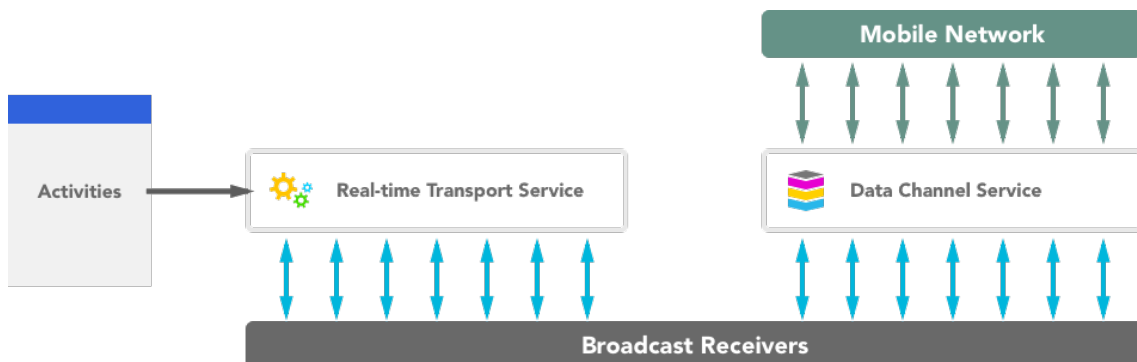 Mobile Network
Activities
Real-time Transport Service
Data Channel Service
Broadcast Receivers